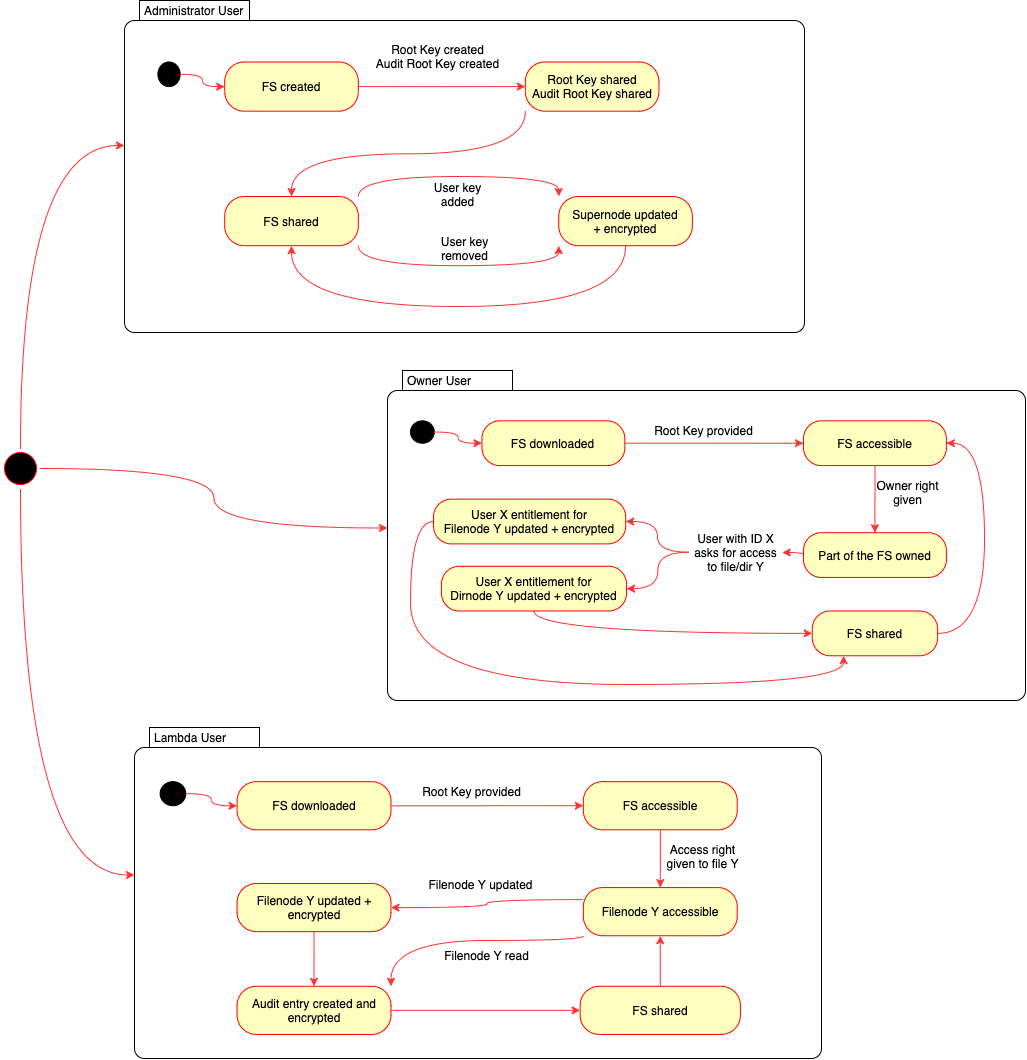 Administrator User
Root Key created
Audit Root Key created
FS created
Root Key shared
Audit Root Key shared
User key
added
FS shared
Supernode updated
+ encrypted
User key
removed
Owner User
FS downloaded
Root Key provided
FS accessible
Owner right
given
User X entitlement for
Filenode Y updated + encrypted
User with ID X
asks for access
to file/dir Y
Part of the FS owned
User X entitlement for
Dirnode Y updated + encrypted
FS shared
Lambda User
FS downloaded
Root Key provided
FS accessible
Access right
given to file Y
Filenode Y updated
Filenode Y updated +
encrypted
Filenode Y accessible
Filenode Y read
Audit entry created and
encrypted
FS shared